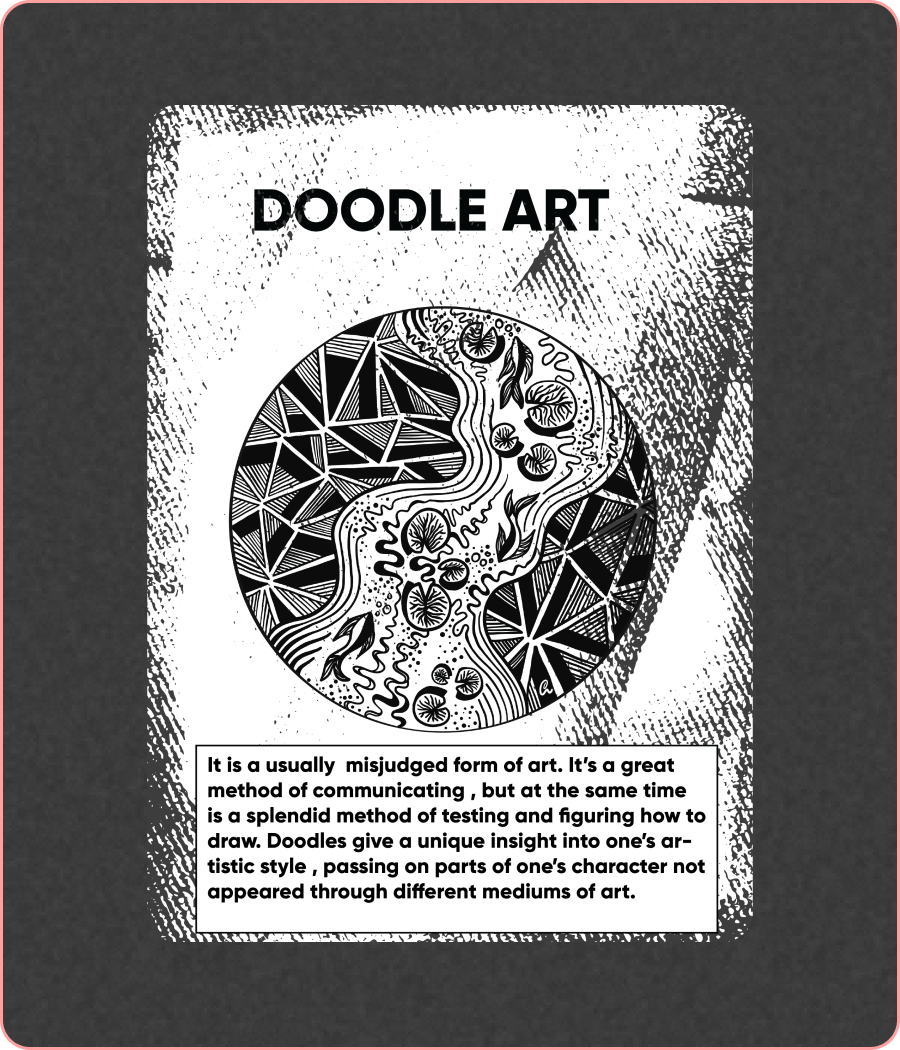 DOODLE ART
It is a usually misjudged form of art. It's a great
method of communicating , but at the same time
is a splendid method of testing and figuring how to
draw. Doodles give a unique insight into one's ar-
tistic style , passing on parts of one's character not
appeared through different mediums of art.